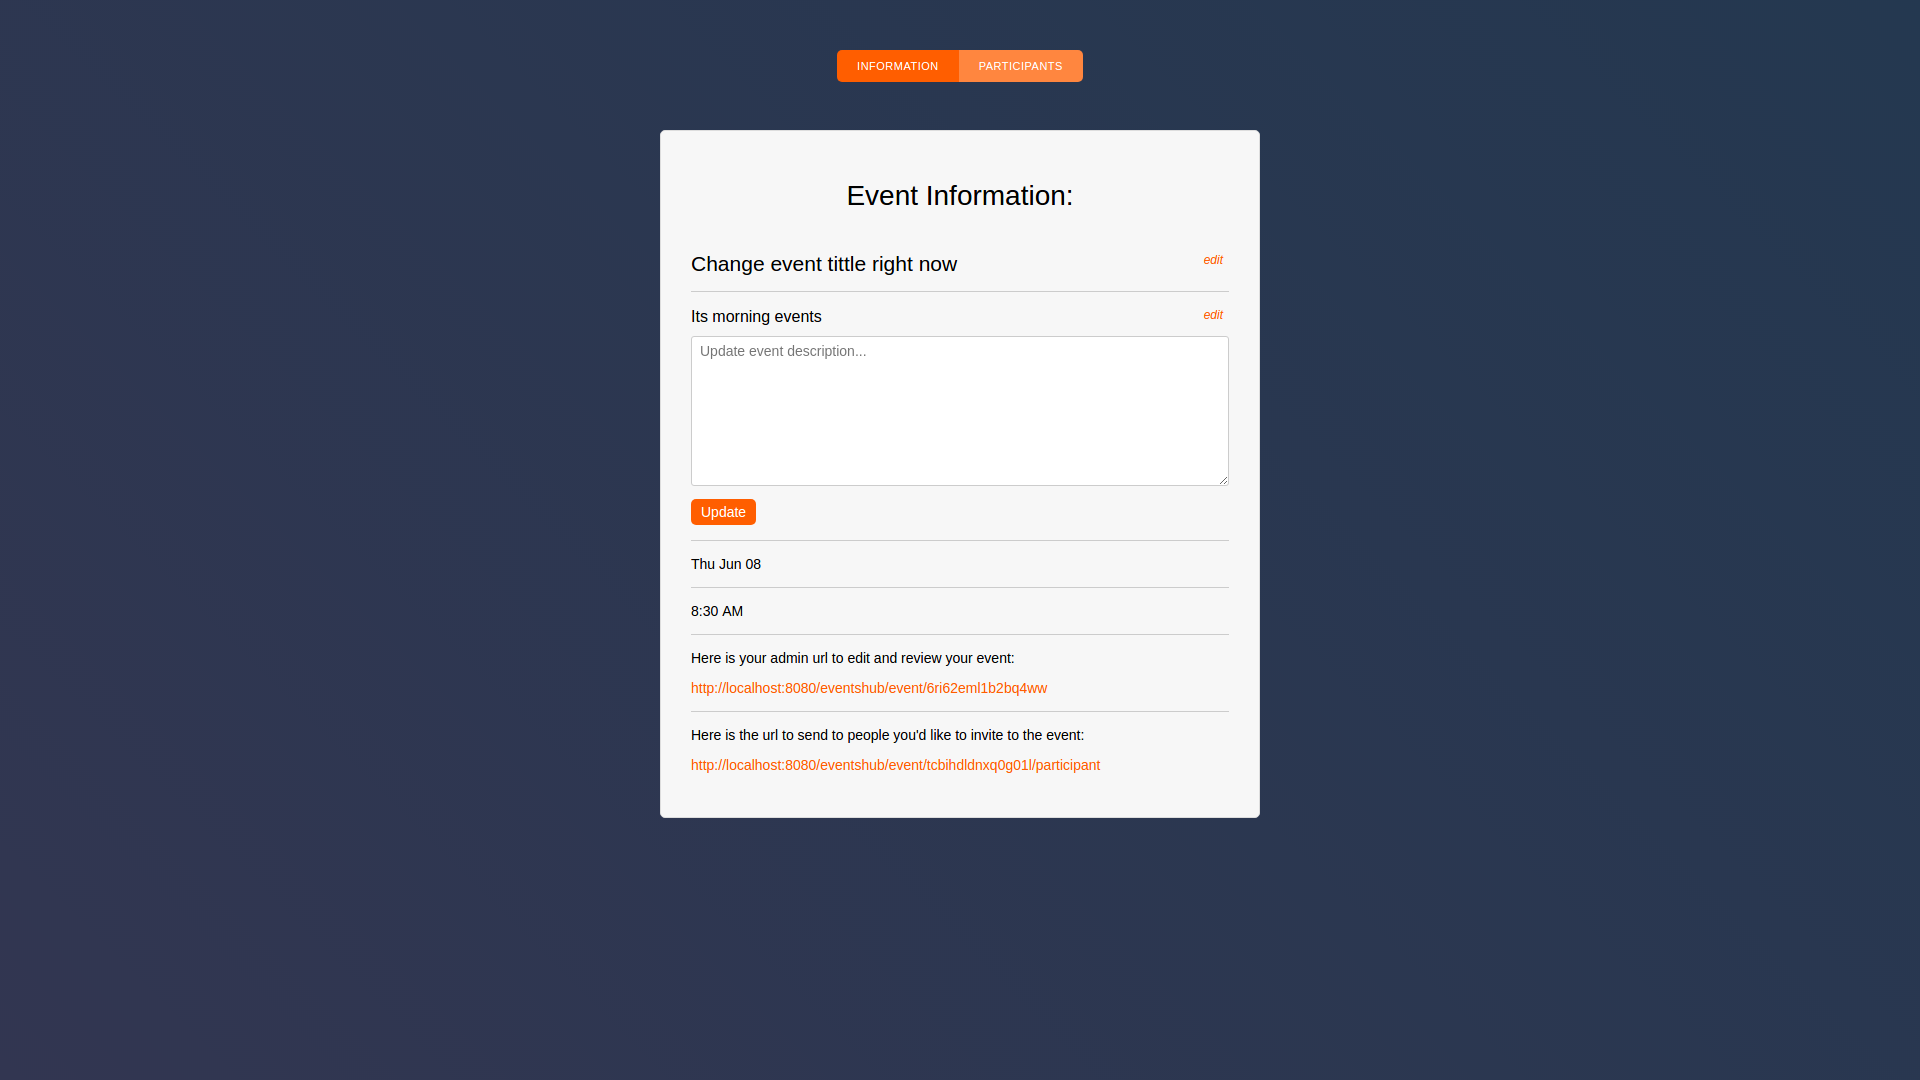 INFORMATION PARTICIPANTS
Event Information:
Change event tittle right now edit
Its morning events edit
Update event description...
Update
Thu Jun 08
8:30 AM
Here is your admin url to edit and review your event:
http://localhost:8080/eventshub/event/6ri62eml1b2bq4ww
Here is the url to send to people you'd like to invite to the event:
http://localhost:8080/eventshub/event/tcbihdldnxq0g01l/participant